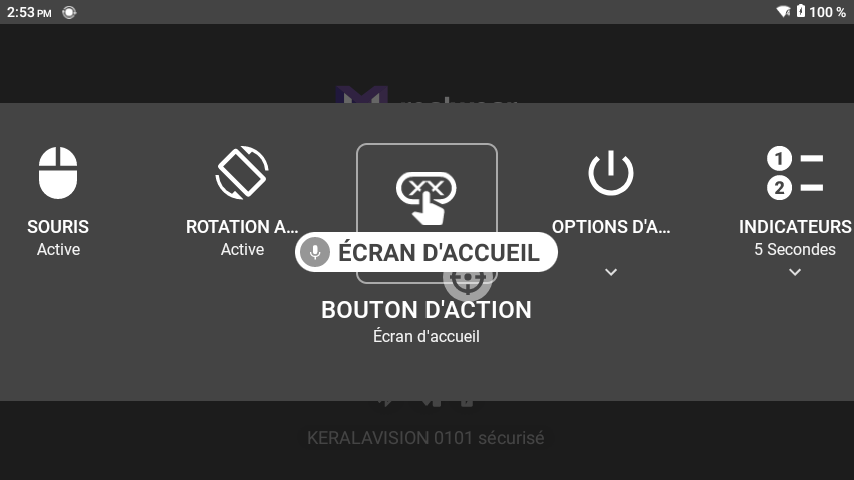 2:53 PM
100 %
SOURIS
Active
ROTATION A...
Active
XX
ÉCRAN D'ACCUEIL
BOUTON D'ACTION
Écran d'accueil
OPTIONS D'A...
1
2
INDICATEURS
5 Secondes
KERALAVISION 0101 sécurisé